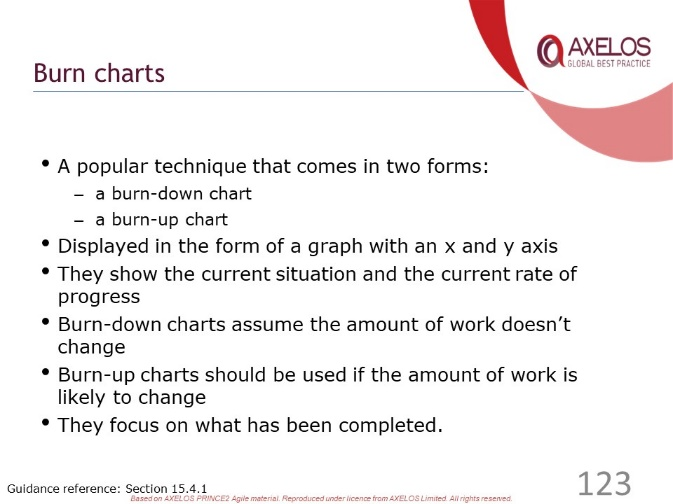 AXELOS
GLOBAL BEST PRACTICE
Burn charts
• A popular technique that comes in two forms:
– a burn-down chart
– a burn-up chart
• Displayed in the form of a graph with an x and y axis
• They show the current situation and the current rate of
progress
• Burn-down charts assume the amount of work doesn’t
change
• Burn-up charts should be used if the amount of work is
likely to change
• They focus on what has been completed.
Guidance reference: Section 15.4.1
Based on AXELOS PRINCE2 Agile material. Reproduced under licence from AXELOS Limited. All rights reserved.
123